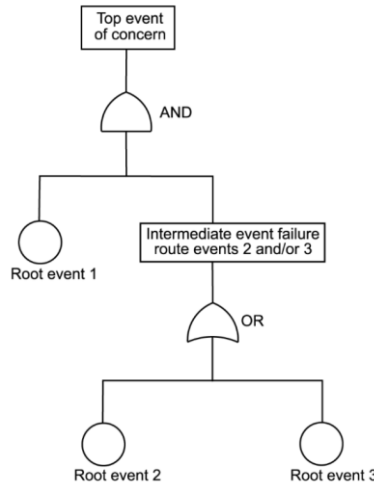 Top event
of concern
AND
Intermediate event failure
route events 2 and/or 3
Root event 1
OR
Root event 2
Root event 3